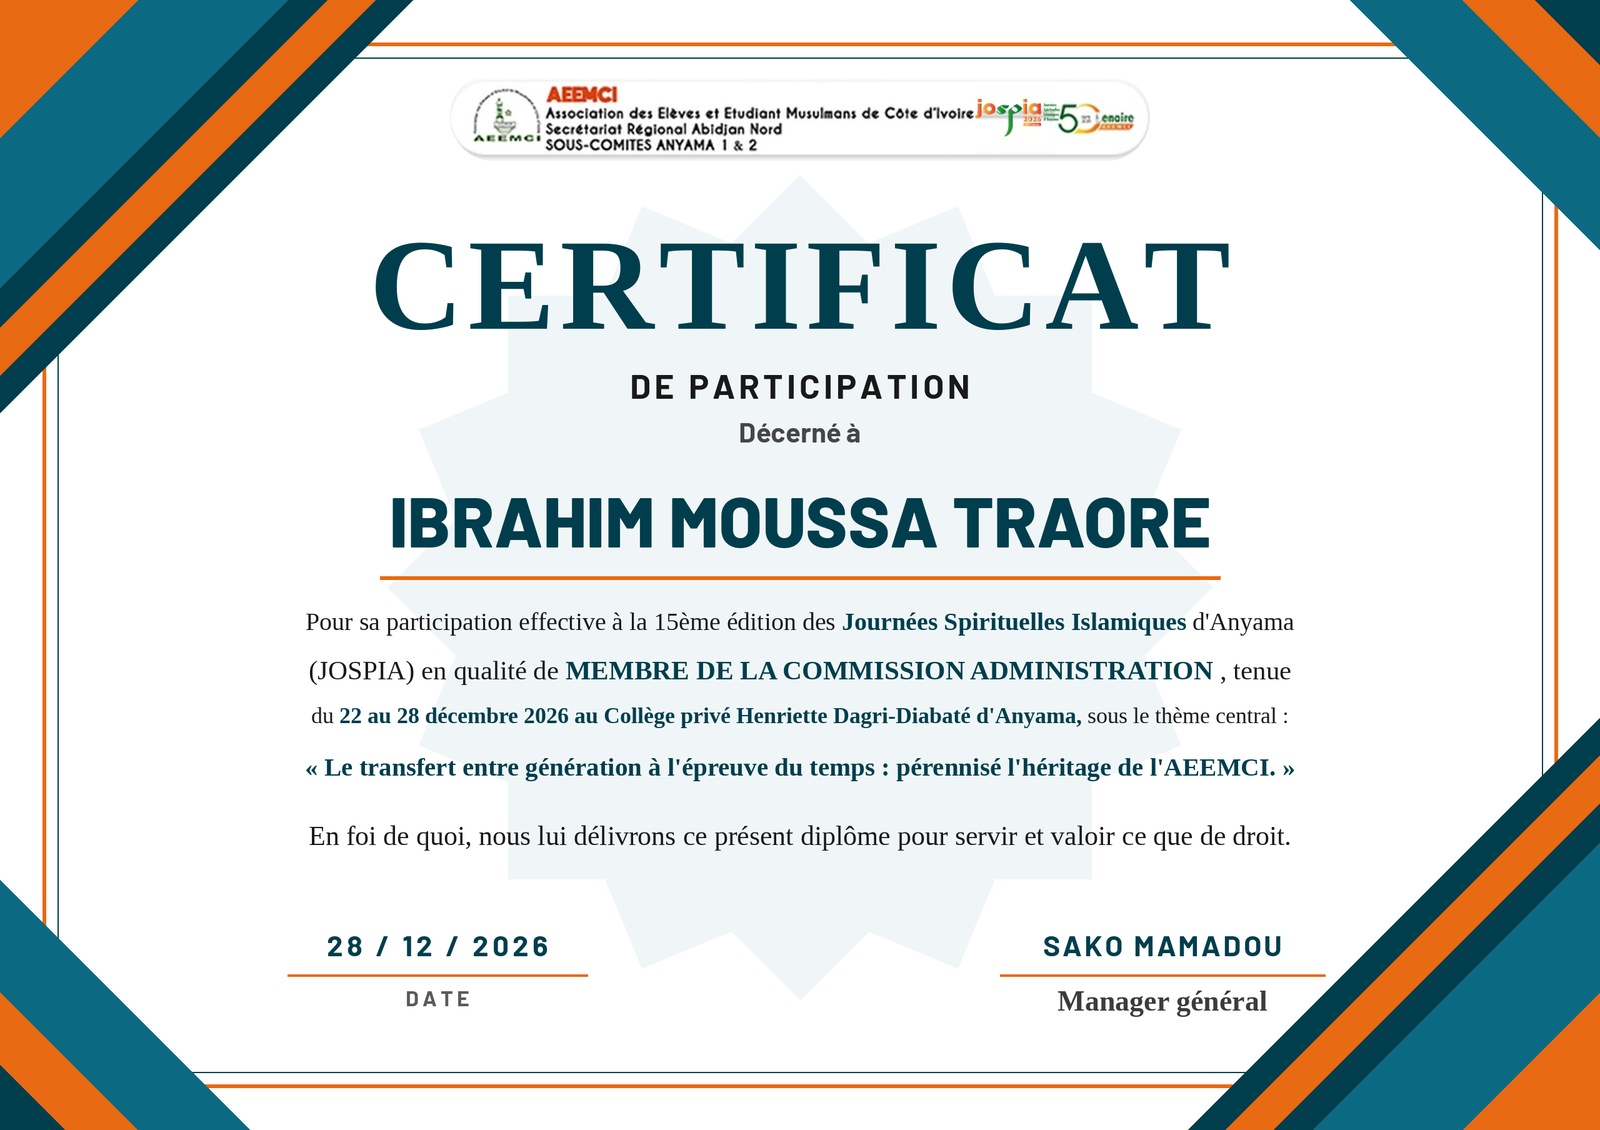 AEEMCI
AEEMCI
Association des Elèves et Etudiant Musulmans de Côte d'Ivoire
Secrétariat Régional Abidjan Nord
SOUS-COMITES ANYAMA 1 & 2
jospia
2025
50
enaire
CERTIFICAT
DE PARTICIPATION
Décerné à
IBRAHIM MOUSSA TRAORE
Pour sa participation effective à la 15ème édition des Journées Spirituelles Islamiques d'Anyama
(JOSPIA) en qualité de MEMBRE DE LA COMMISSION ADMINISTRATION , tenue
du 22 au 28 décembre 2026 au Collège privé Henriette Dagri-Diabaté d'Anyama, sous le thème central :
« Le transfert entre génération à l'épreuve du temps : pérennisé l'héritage de l'AEEMCI. »
En foi de quoi, nous lui délivrons ce présent diplôme pour servir et valoir ce que de droit.
28 / 12 / 2026
DATE
SAKO MAMADOU
Manager général